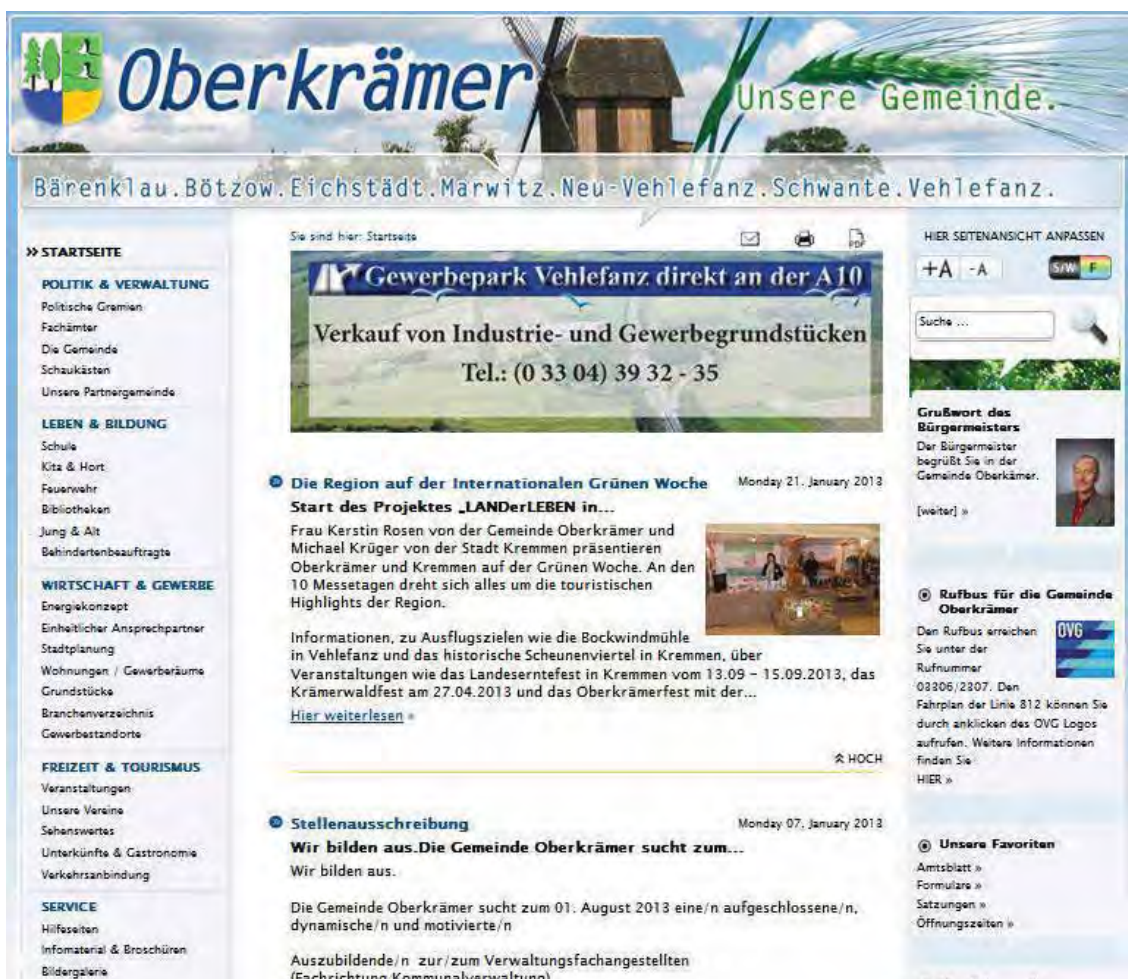 Oberkrämer
Unsere Gemeinde.
Bärenklau.Bötzow.Eichstädt.Marwitz.Neu-Vehlefanz.Schwante.Vehlefanz.
» STARTSEITE
POLITIK & VERWALTUNG
Politische Gremien
Fachämter
Die Gemeinde
Schaukästen
Unsere Partnergemeinde
LEBEN & BILDUNG
Schule
Kita & Hort
Feuerwehr
Bibliotheken
Jung & Alt
Behindertenbeauftragte
WIRTSCHAFT & GEWERBE
Energiekonzept
Einheitlicher Ansprechpartner
Stadtplanung
Wohnungen / Gewerberäume
Grundstücke
Branchenverzeichnis
Gewerbestandorte
FREIZEIT & TOURISMUS
Veranstaltungen
Unsere Vereine
Sehenswertes
Unterkünfte & Gastronomie
Verkehrsanbindung
SERVICE
Hilfeseiten
Infomaterial & Broschüren
Bildergalerie
Sie sind hier: Startseite
PDF
Gewerbepark Vehlefanz direkt an der A10
Verkauf von Industrie- und Gewerbegrundstücken
Tel.: (0 33 04) 39 32 - 35
Die Region auf der Internationalen Grünen Woche
Monday 21. January 2013
Start des Projektes „LANDerLEBEN in...
Frau Kerstin Rosen von der Gemeinde Oberkrämer und
Michael Krüger von der Stadt Kremmen präsentieren
Oberkrämer und Kremmen auf der Grünen Woche. An den
10 Messetagen dreht sich alles um die touristischen
Highlights der Region.
Informationen, zu Ausflugszielen wie die Bockwindmühle
in Vehlefanz und das historische Scheunenviertel in Kremmen, über
Veranstaltungen wie das Landeserntefest in Kremmen vom 13.09 – 15.09.2013, das
Krämerwaldfest am 27.04.2013 und das Oberkrämerfest mit der...
Hier weiterlesen »
HOCH
Stellenausschreibung
Monday 07. January 2013
Wir bilden aus.Die Gemeinde Oberkrämer sucht zum...
Wir bilden aus.
Die Gemeinde Oberkrämer sucht zum 01. August 2013 eine/n aufgeschlossene/n,
dynamische/n und motivierte/n
Auszubildende/n zur/zum Verwaltungsfachangestellten
(Fachrichtung Kommunalverwaltung)
HIER SEITENANSICHT ANPASSEN
+A -A S/W F
Suche ...
Grußwort des
Bürgermeisters
Der Bürgermeister
begrüßt Sie in der
Gemeinde Oberkämer.
[weiter] »
Rufbus für die Gemeinde
Oberkrämer
OVG
Den Rufbus erreichen
Sie unter der
Rufnummer
03306/2307. Den
Fahrplan der Linie 812 können Sie
durch anklicken des OVG Logos
aufrufen. Weitere Informationen
finden Sie
HIER »
Unsere Favoriten
Amtsblatt »
Formulare »
Satzungen »
Öffnungszeiten »